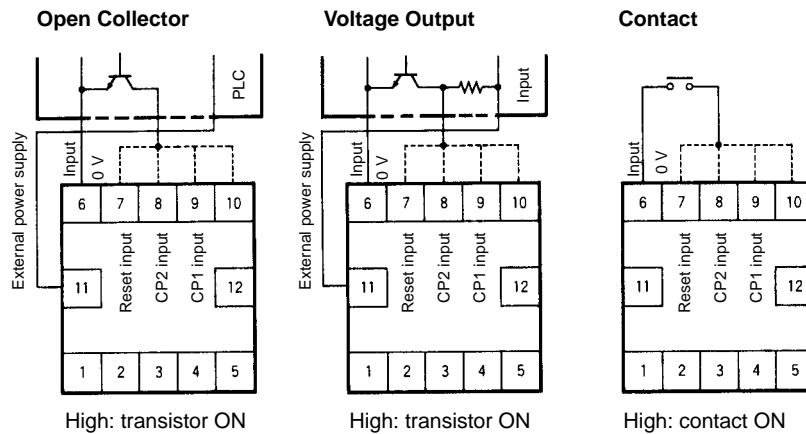 Open Collector
PLC
External power supply
Input
0 V
6 7 8 9 10
Reset input
CP2 input
CP1 input
11 12
1 2 3 4 5
High: transistor ON
Voltage Output
Input
External power supply
Input
0 V
6 7 8 9 10
Reset input
CP2 input
CP1 input
11 12
1 2 3 4 5
High: transistor ON
Contact
Input
0 V
6 7 8 9 10
Reset input
CP2 input
CP1 input
11 12
1 2 3 4 5
High: contact ON